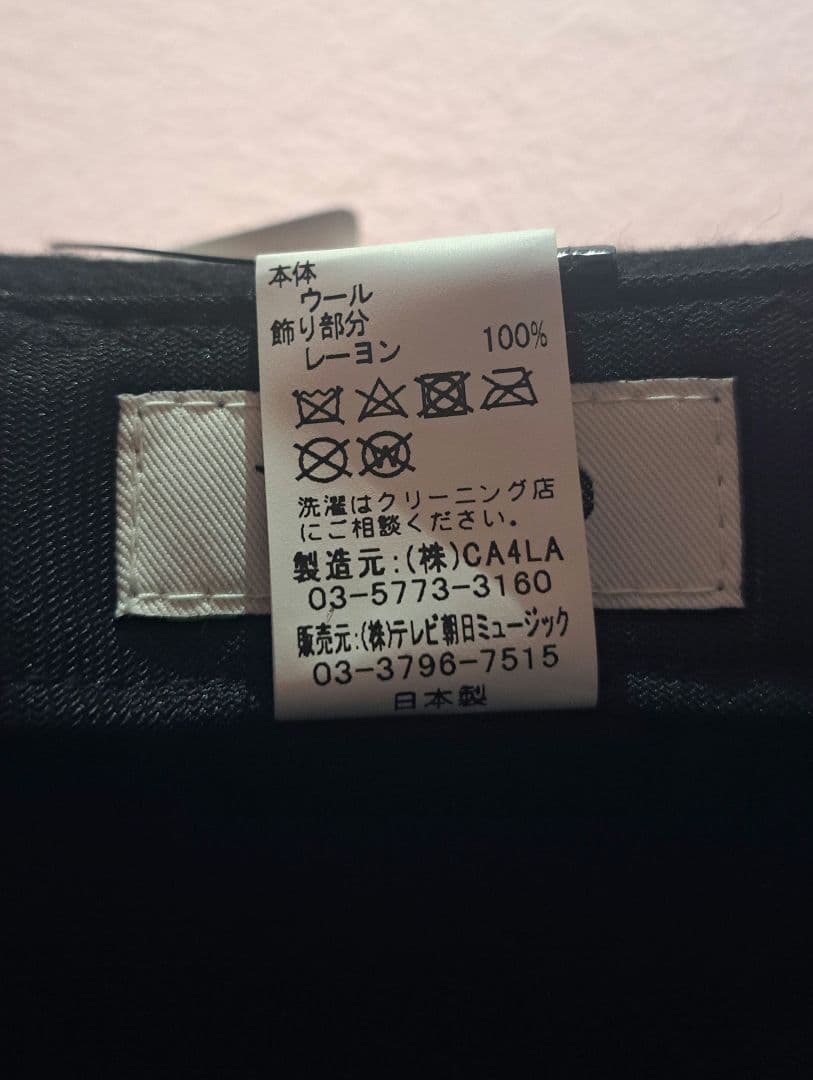 本体
ウール
飾り部分
レーヨン 100%
洗濯はクリーニング店
にご相談ください。
製造元:(株)CA4LA
03-5773-3160
販売元:(株)テレビ朝日ミュージック
03-3796-7515
日本製